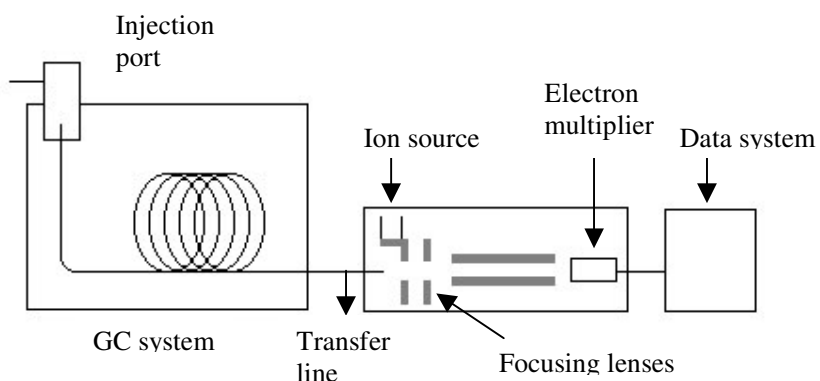 Injection
port
Electron
multiplier
Ion source
Data system
GC system
Transfer
line
Focusing lenses